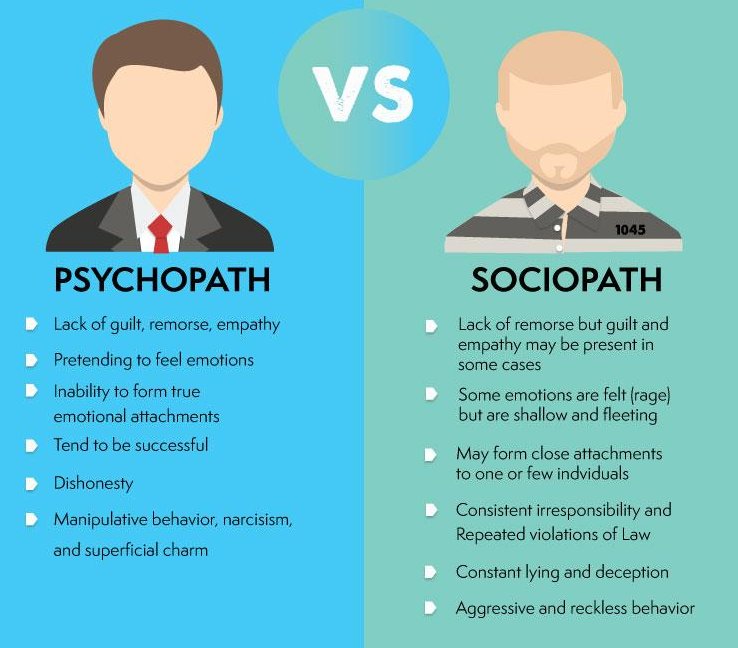 VS
1045
PSYCHOPATH
Lack of guilt, remorse, empathy
Pretending to feel emotions
Inability to form true
emotional attachments
Tend to be successful
Dishonesty
Manipulative behavior, narcisism,
and superficial charm
SOCIOPATH
Lack of remorse but guilt and
empathy may be present in
some cases
Some emotions are felt (rage)
but are shallow and fleeting
May form close attachments
to one or few indviduals
Consistent irresponsibility and
Repeated violations of Law
Constant lying and deception
Aggressive and reckless behavior